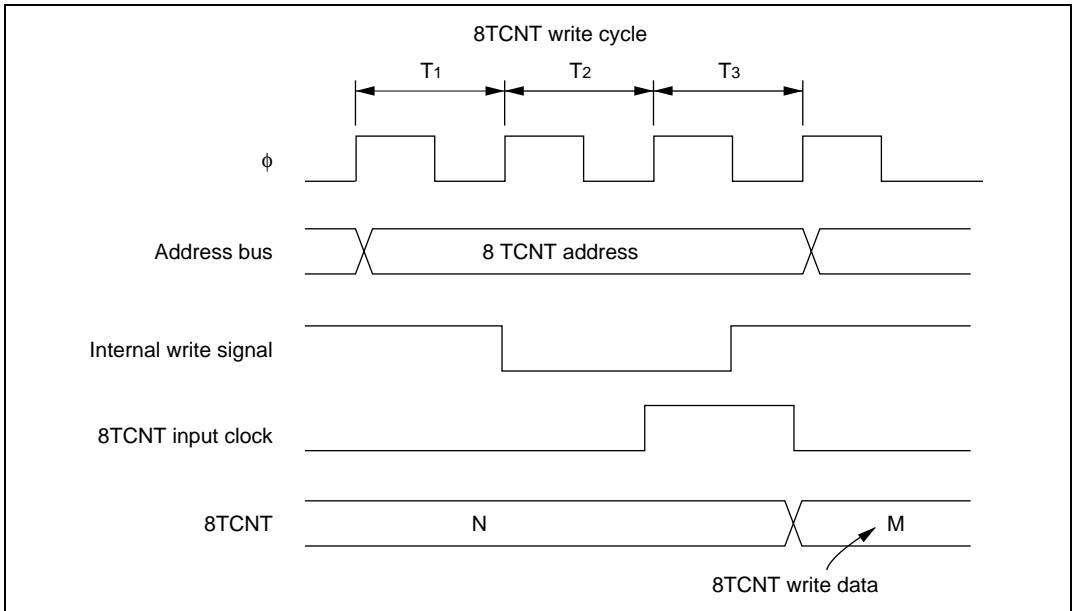 8TCNT write cycle
T1 T2 T3
φ
Address bus
8 TCNT address
Internal write signal
8TCNT input clock
8TCNT
N
M
8TCNT write data